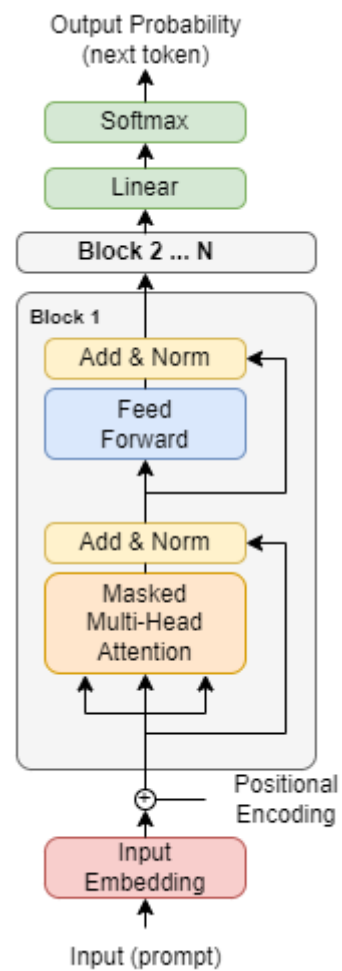 Output Probability
(next token)
Softmax
Linear
Block 2 ... N
Block 1
Add & Norm
Feed
Forward
Add & Norm
Masked
Multi-Head
Attention
Positional
Encoding
Input
Embedding
Input (prompt)